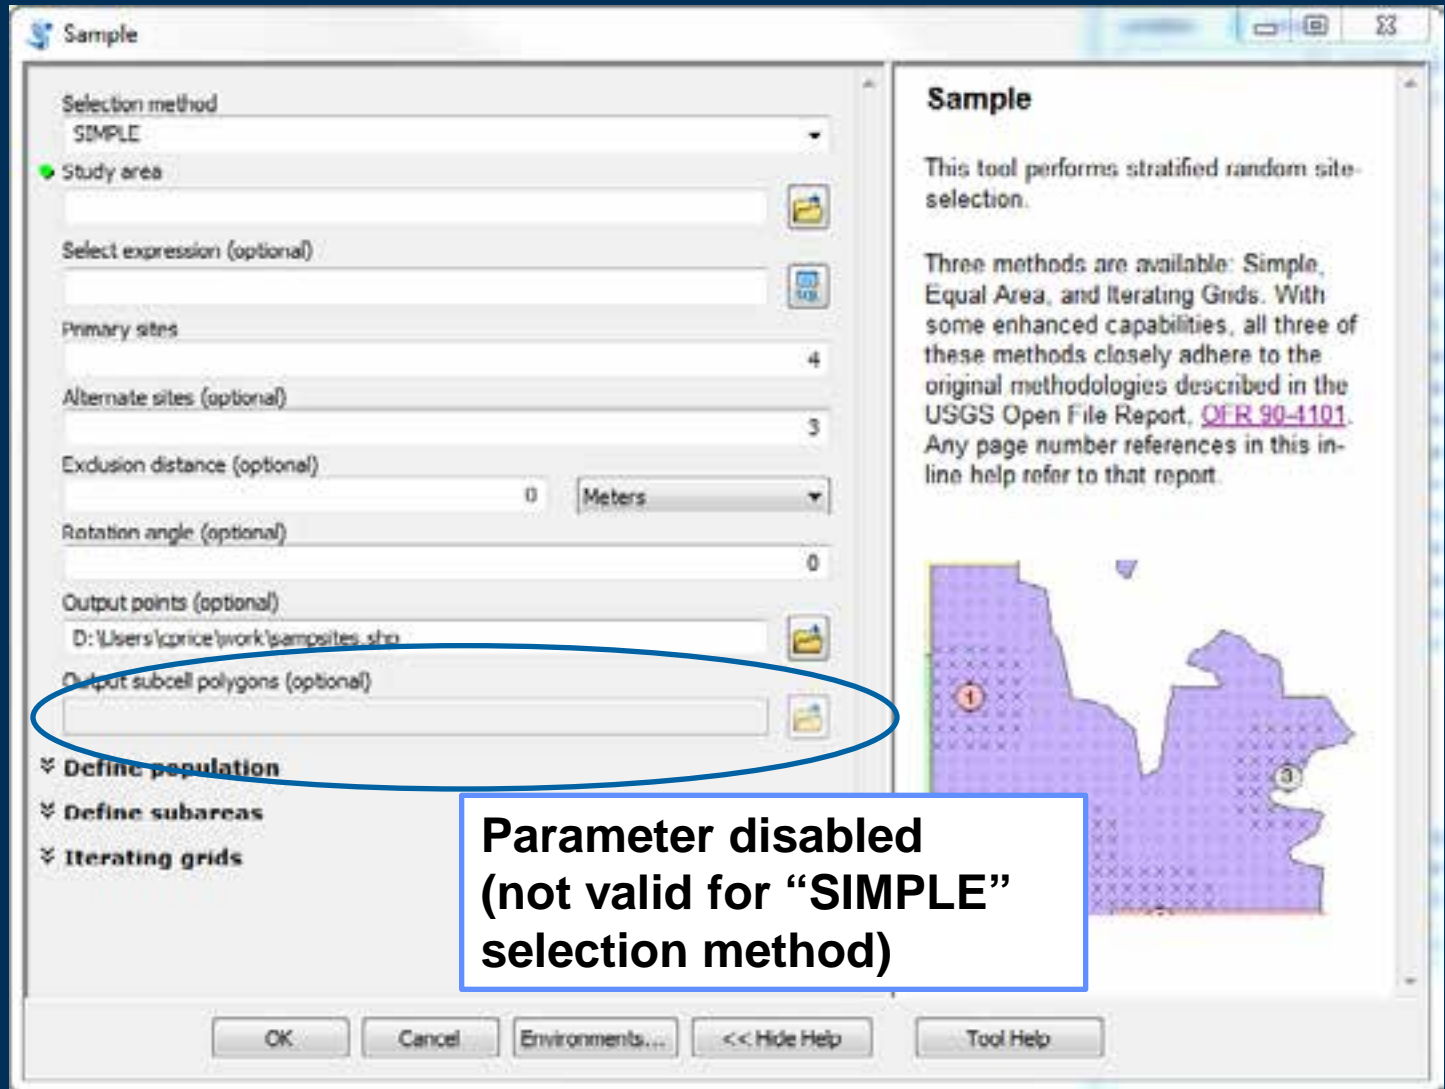 Sample
Selection method
SIMPLE
Study area
Select expression (optional)
SQL
Primary sites
4
Alternate sites (optional)
3
Exclusion distance (optional)
0
Meters
Rotation angle (optional)
0
Output points (optional)
D:\Users\cprice\work\sampsites.shp
Output subcell polygons (optional)
Define population
Define subareas
Iterating grids
Sample
This tool performs stratified random site-
selection.
Three methods are available: Simple,
Equal Area, and Iterating Grids. With
some enhanced capabilities, all three of
these methods closely adhere to the
original methodologies described in the
USGS Open File Report, OFR 90-4101.
Any page number references in this in-
line help refer to that report.
1
3
Parameter disabled
(not valid for “SIMPLE”
selection method)
OK
Cancel
Environments...
<< Hide Help
Tool Help